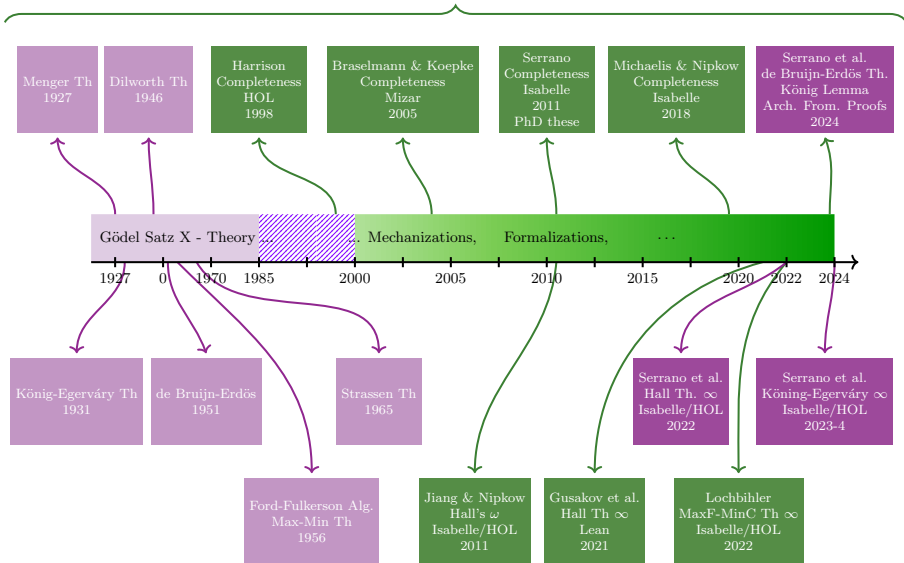 Menger Th
1927
Dilworth Th
1946
Harrison
Completeness
HOL
1998
Braselmann & Koepke
Completeness
Mizar
2005
Serrano
Completeness
Isabelle
2011
PhD these
Michaelis & Nipkow
Completeness
Isabelle
2018
Serrano et al.
de Bruijn-Erdös Th.
König Lemma
Arch. From. Proofs
2024
Gödel Satz X - Theory ...
... Mechanizations, Formalizations, ...
1927 0 1970 1985 2000 2005 2010 2015 2020 2022 2024
König-Egerváry Th
1931
de Bruijn-Erdös
1951
Strassen Th
1965
Serrano et al.
Hall Th. ∞
Isabelle/HOL
2022
Serrano et al.
Köning-Egerváry ∞
Isabelle/HOL
2023-4
Ford-Fulkerson Alg.
Max-Min Th
1956
Jiang & Nipkow
Hall's ω
Isabelle/HOL
2011
Gusakov et al.
Hall Th ∞
Lean
2021
Lochbihler
MaxF-MinC Th ∞
Isabelle/HOL
2022